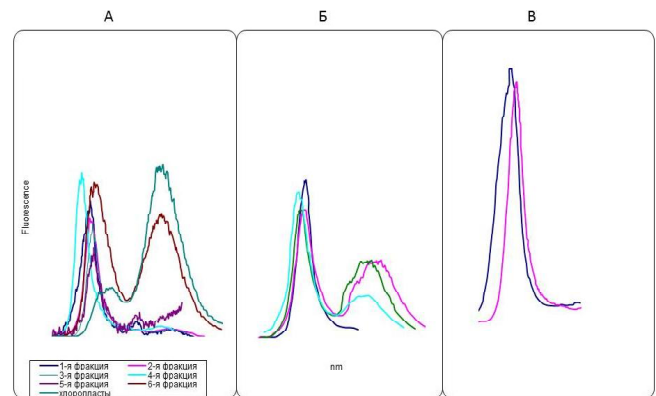 А
Б
В
Fluorescence
nm
1-я фракция
2-я фракция
3-я фракция
4-я фракция
5-я фракция
6-я фракция
хлоропласты